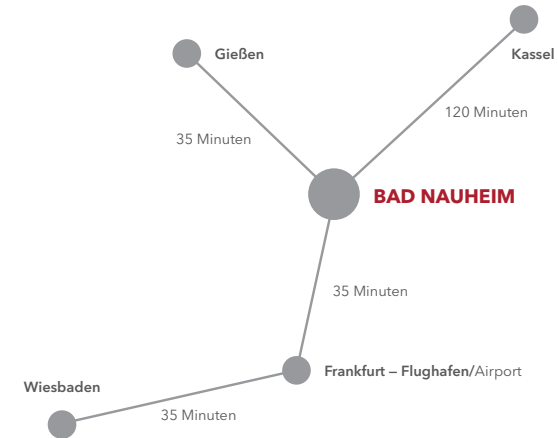 Gießen
Kassel
120 Minuten
35 Minuten
BAD NAUHEIM
35 Minuten
Frankfurt – Flughafen/Airport
Wiesbaden
35 Minuten